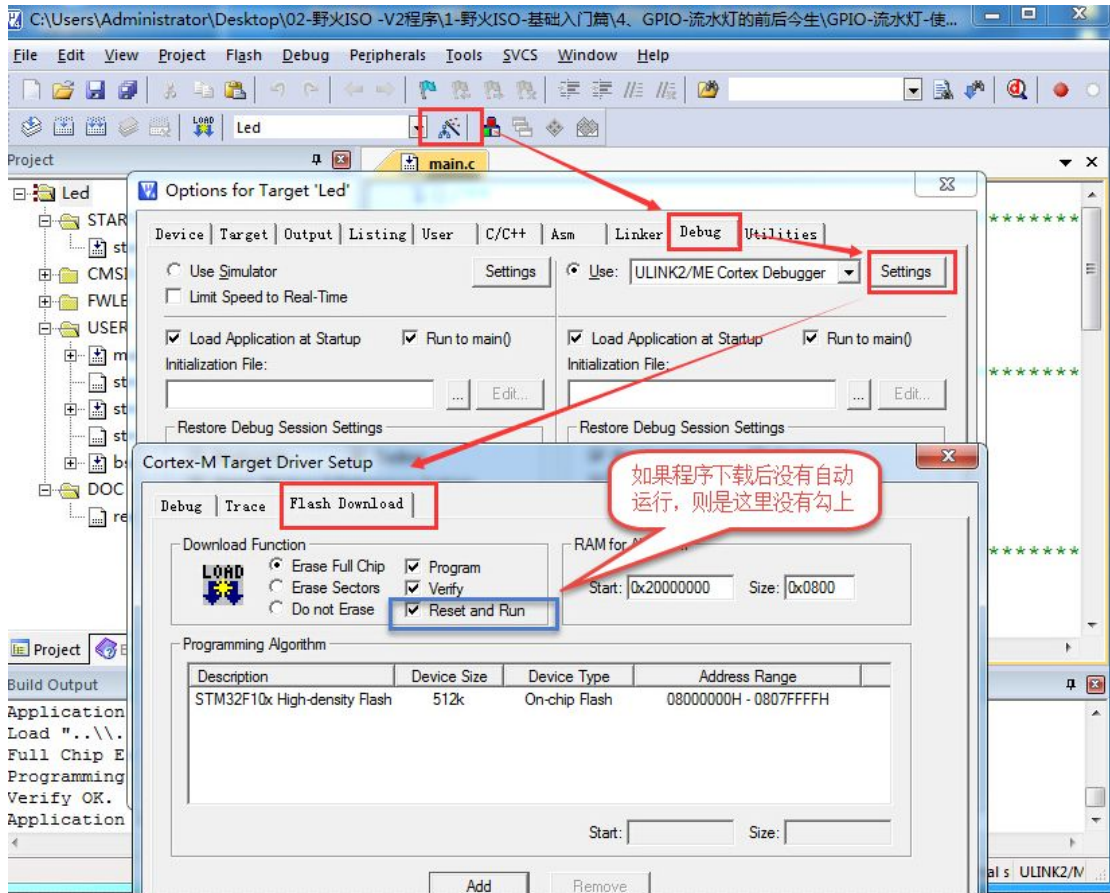 C:\Users\Administrator\Desktop\02-野火ISO -V2程序\1-野火ISO-基础入门篇\4、GPIO-流水灯的前后今生\GPIO-流水灯-使...
File Edit View Project Flash Debug Peripherals Tools SVCS Window Help
LOAD Led
Project
main.c
Led
STAR
st
CMSI
FWLE
USER
m
st
st
st
b
DOC
re
Options for Target 'Led'
Device Target Output Listing User C/C++ Asm Linker Debug Utilities
Use Simulator Settings
Limit Speed to Real-Time
Use: ULINK2/ME Cortex Debugger Settings
Load Application at Startup Run to main()
Initialization File:
... Edit...
Load Application at Startup Run to main()
Initialization File:
... Edit...
Restore Debug Session Settings
Restore Debug Session Settings
*******
*******
*******
Cortex-M Target Driver Setup
Debug Trace Flash Download
如果程序下载后没有自动
运行，则是这里没有勾上
Download Function
LOAD
Erase Full Chip Program
Erase Sectors Verify
Do not Erase Reset and Run
RAM for
Start: 0x20000000 Size: 0x0800
Programming Algorithm
Description Device Size Device Type Address Range
STM32F10x High-density Flash 512k On-chip Flash 08000000H - 0807FFFFH
Start: Size:
Add Remove
Project
Build Output
Application
Load "..\\.
Full Chip E
Programming
Verify OK.
Application
al s ULINK2/M